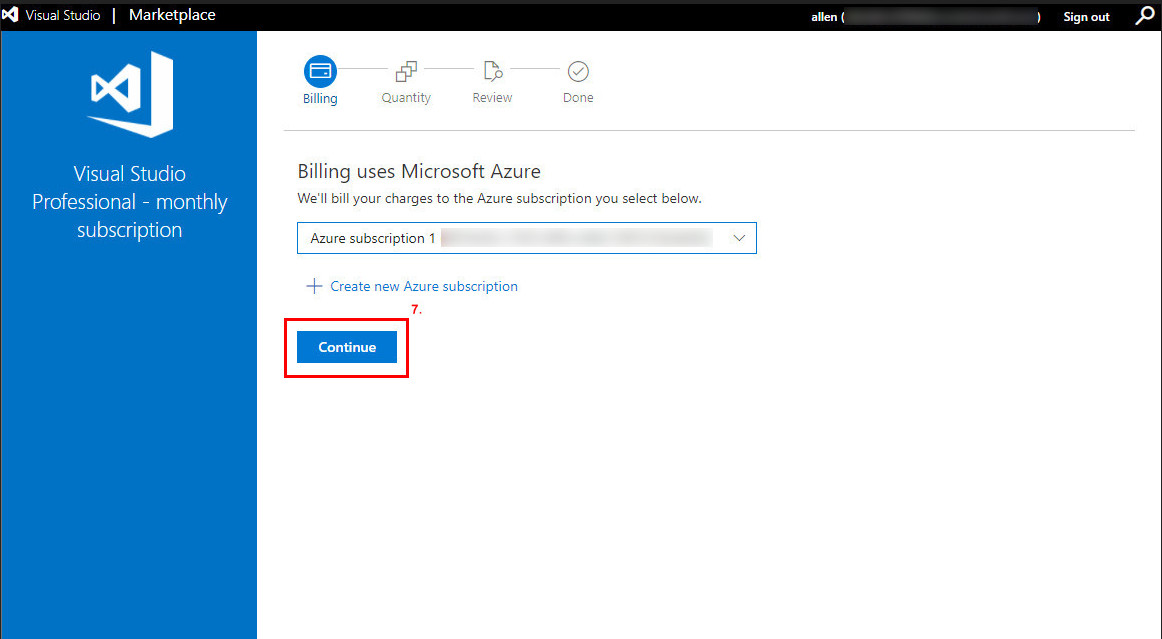 Visual Studio | Marketplace
allen ( ) Sign out
Visual Studio
Professional - monthly
subscription
Billing
Quantity
Review
Done
Billing uses Microsoft Azure
We'll bill your charges to the Azure subscription you select below.
Azure subscription 1
Create new Azure subscription
7.
Continue